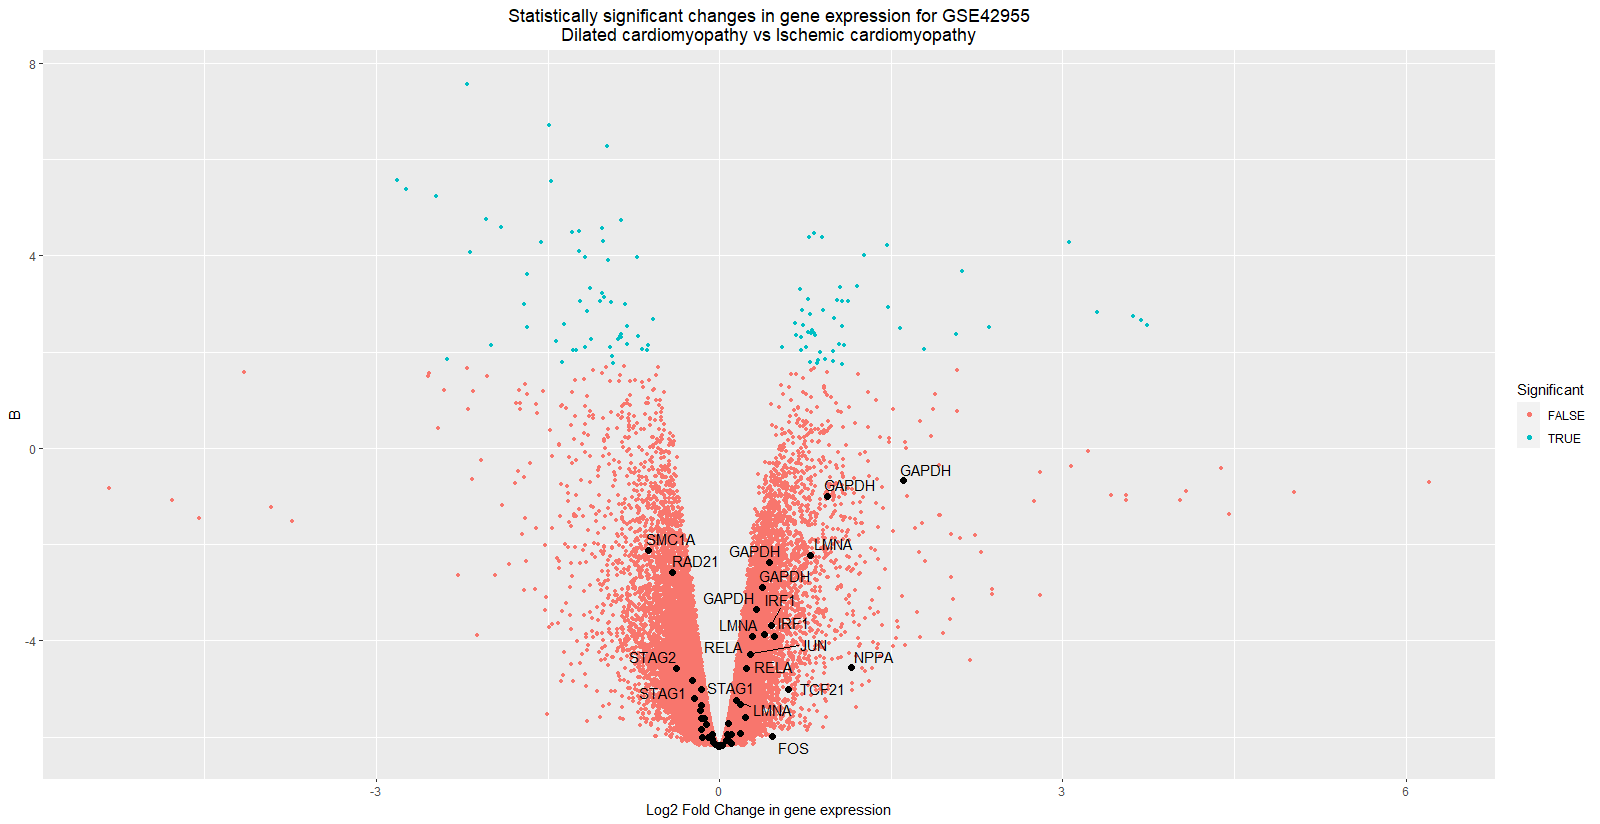 Statistically significant changes in gene expression for GSE42955
Dilated cardiomyopathy vs Ischemic cardiomyopathy
8
4
0
-4
B
GAPDH
GAPDH
SMC1A
LMNA
GAPDH
RAD21
GAPDH
GAPDH
IRF1
LMNA
IRF1
RELA
JUN
STAG2
NPPA
RELA
STAG1
STAG1
TCF21
LMNA
FOS
-3
0
3
6
Log2 Fold Change in gene expression
Significant
FALSE
TRUE